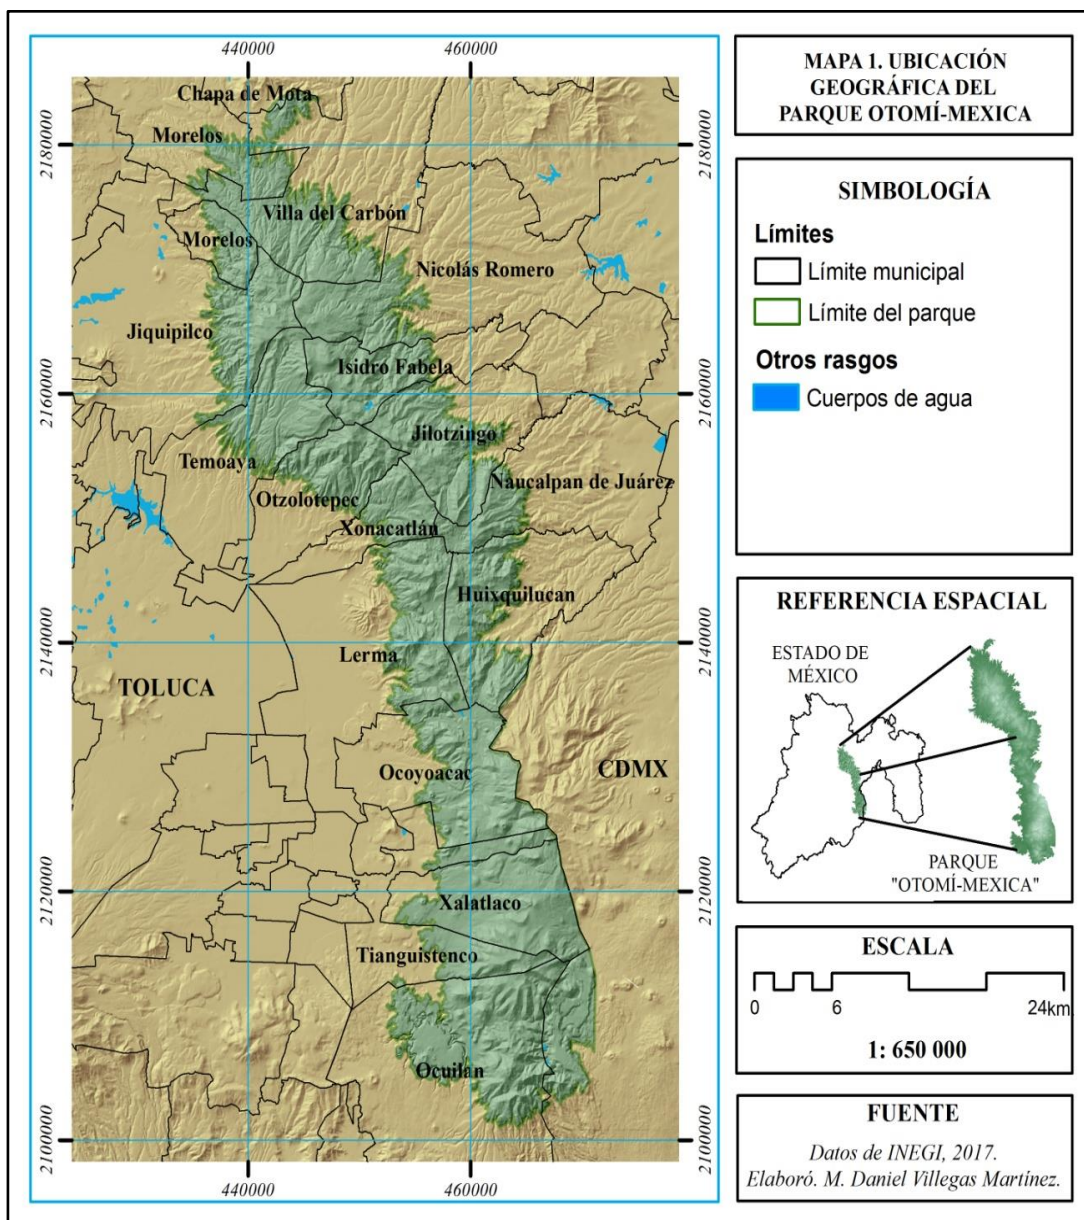 440000
460000
Chapa de Mota
Morelos
2180000
2180000
Villa del Carbón
Morelos
Nicolás Romero
Jiquipilco
Isidro Fabela
2160000
2160000
Jilotzingo
Temoaya
Naucalpan de Juárez
Otzolotepec
Xonacatlán
Huixquilucan
2140000
2140000
Lerma
TOLUCA
CDMX
Ocoyoacac
2120000
2120000
Xalatlaco
Tianguistenco
Ocuilan
2100000
2100000
440000
460000
MAPA 1. UBICACIÓN
GEOGRÁFICA DEL
PARQUE OTOMÍ-MEXICA
SIMBOLOGÍA
Límites
Límite municipal
Límite del parque
Otros rasgos
Cuerpos de agua
REFERENCIA ESPACIAL
ESTADO DE
MÉXICO
PARQUE
"OTOMÍ-MEXICA"
ESCALA
0 6 24km
1: 650 000
FUENTE
Datos de INEGI, 2017.
Elaboró. M. Daniel Villegas Martínez.